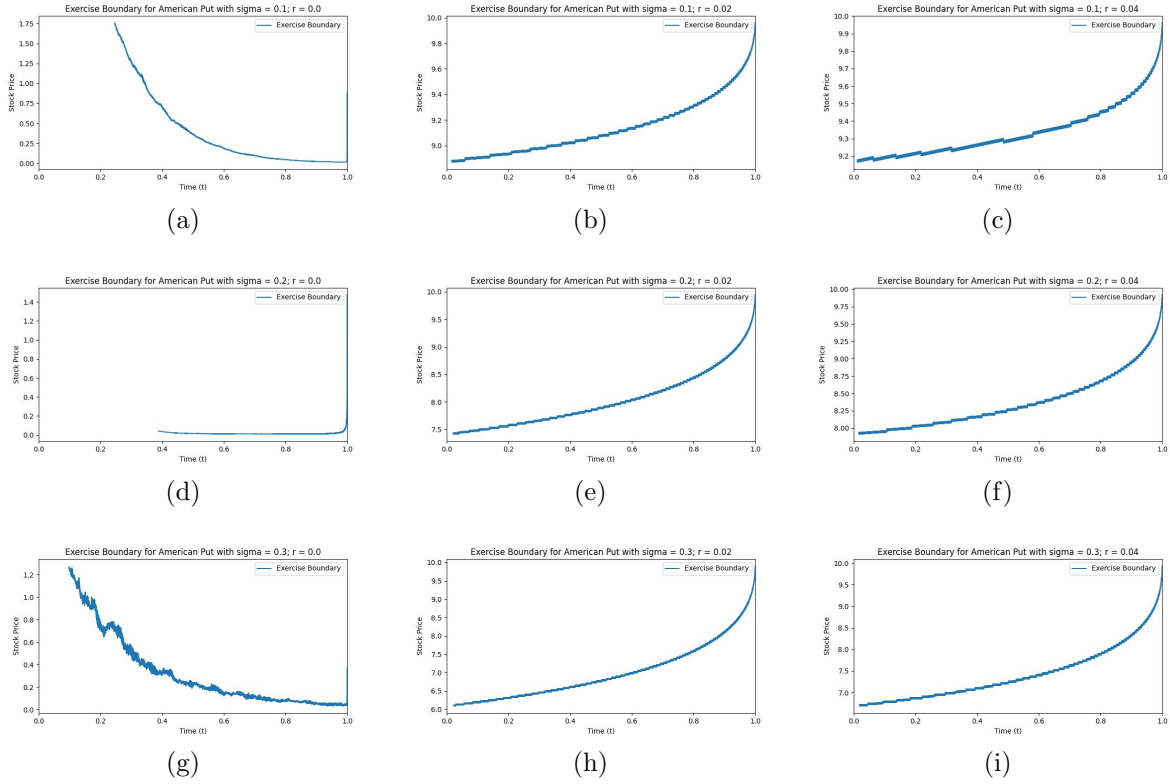 Exercise Boundary for American Put with sigma = 0.1; r = 0.0
Exercise Boundary
1.75
1.50
1.25
1.00
0.75
0.50
0.25
0.00
Stock Price
0.0 0.2 0.4 0.6 0.8 1.0
Time (t)
(a)
Exercise Boundary for American Put with sigma = 0.1; r = 0.02
Exercise Boundary
10.0
9.8
9.6
9.4
9.2
9.0
Stock Price
0.0 0.2 0.4 0.6 0.8 1.0
Time (t)
(b)
Exercise Boundary for American Put with sigma = 0.1; r = 0.04
Exercise Boundary
10.0
9.9
9.8
9.7
9.6
9.5
9.4
9.3
9.2
Stock Price
0.0 0.2 0.4 0.6 0.8 1.0
Time (t)
(c)
Exercise Boundary for American Put with sigma = 0.2; r = 0.0
Exercise Boundary
1.4
1.2
1.0
0.8
0.6
0.4
0.2
0.0
Stock Price
0.0 0.2 0.4 0.6 0.8 1.0
Time (t)
(d)
Exercise Boundary for American Put with sigma = 0.2; r = 0.02
Exercise Boundary
10.0
9.5
9.0
8.5
8.0
7.5
Stock Price
0.0 0.2 0.4 0.6 0.8 1.0
Time (t)
(e)
Exercise Boundary for American Put with sigma = 0.2; r = 0.04
Exercise Boundary
10.00
9.75
9.50
9.25
9.00
8.75
8.50
8.25
8.00
Stock Price
0.0 0.2 0.4 0.6 0.8 1.0
Time (t)
(f)
Exercise Boundary for American Put with sigma = 0.3; r = 0.0
Exercise Boundary
1.2
1.0
0.8
0.6
0.4
0.2
0.0
Stock Price
0.0 0.2 0.4 0.6 0.8 1.0
Time (t)
(g)
Exercise Boundary for American Put with sigma = 0.3; r = 0.02
Exercise Boundary
10.0
9.5
9.0
8.5
8.0
7.5
7.0
6.5
6.0
Stock Price
0.0 0.2 0.4 0.6 0.8 1.0
Time (t)
(h)
Exercise Boundary for American Put with sigma = 0.3; r = 0.04
Exercise Boundary
10.0
9.5
9.0
8.5
8.0
7.5
7.0
Stock Price
0.0 0.2 0.4 0.6 0.8 1.0
Time (t)
(i)